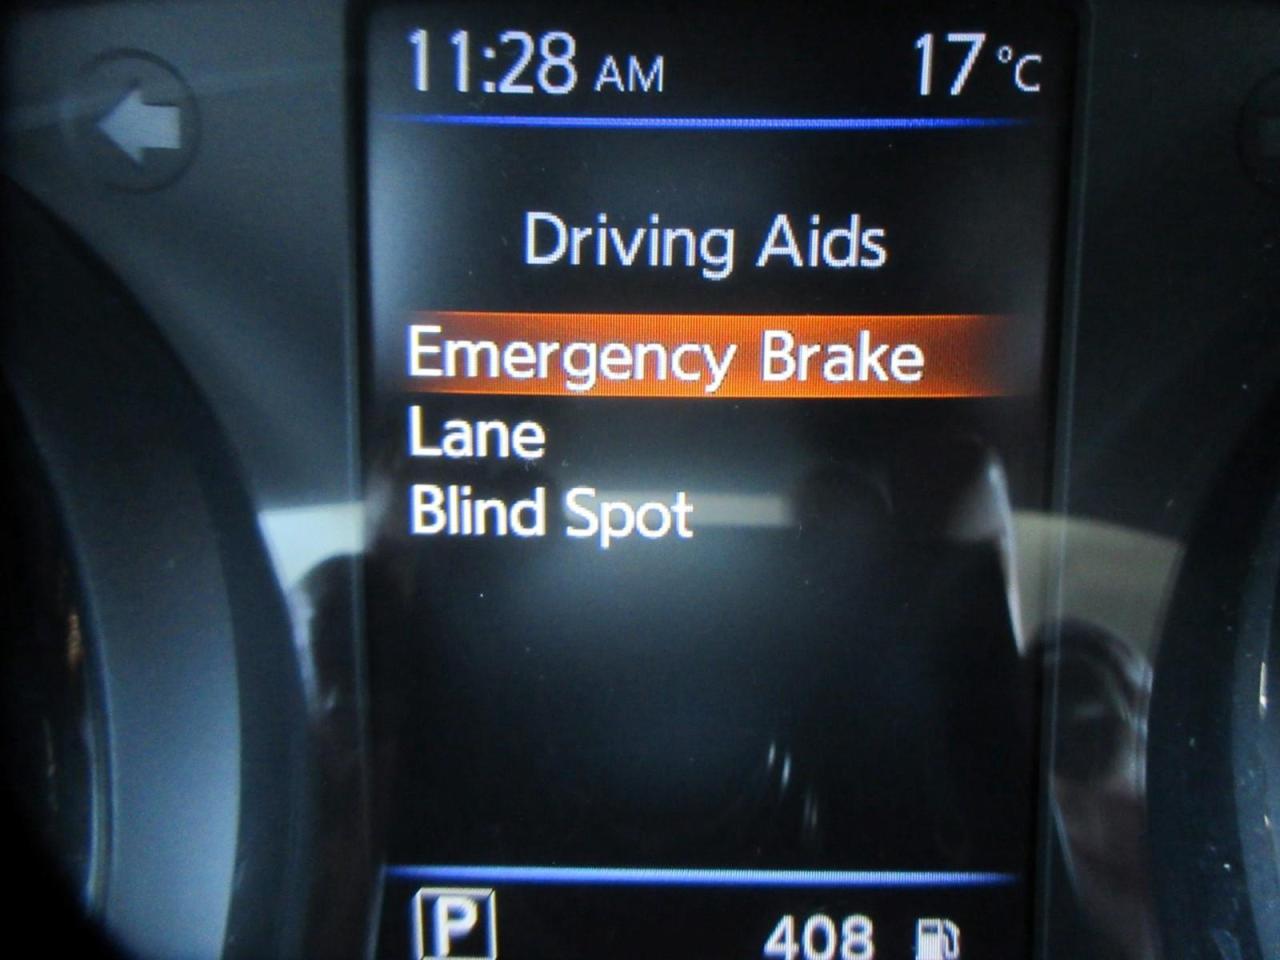 11:28 AM 17 °C
Driving Aids
Emergency Brake
Lane
Blind Spot
P 408